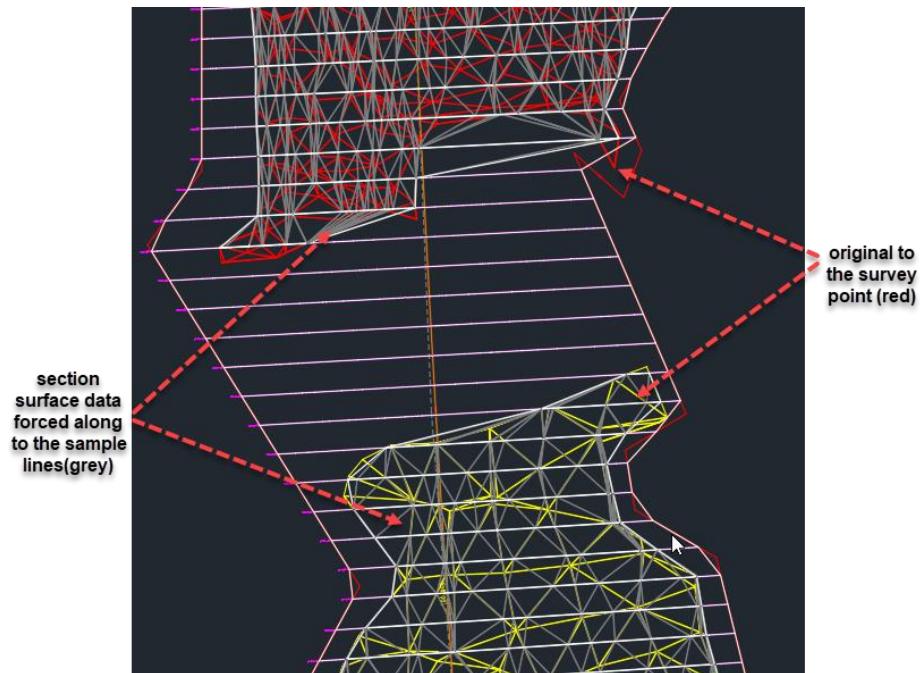 section
surface data
forced along
to the sample
lines(grey)
original to
the survey
point (red)